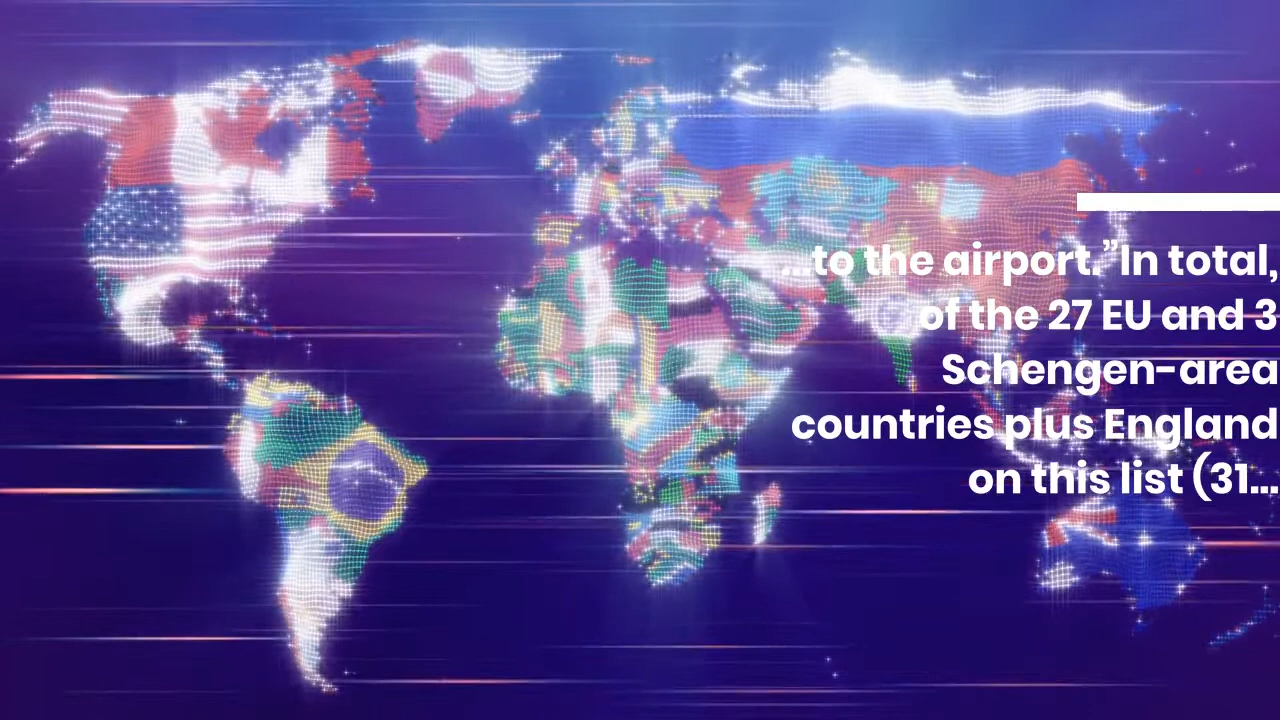 ...to the airport.”In total,
of the 27 EU and 3
Schengen-area
countries plus England
on this list (31...